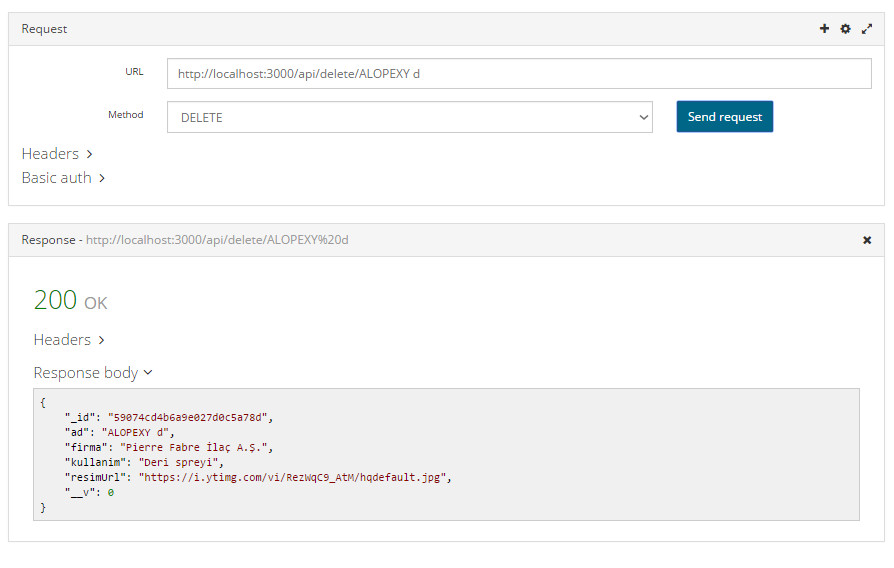 Request
URL
http://localhost:3000/api/delete/ALOPEXY d
Method
DELETE
Send request
Headers
Basic auth
Response - http://localhost:3000/api/delete/ALOPEXY%20d
200 OK
Headers
Response body
{
"_id": "59074cd4b6a9e027d0c5a78d",
"ad": "ALOPEXY d",
"firma": "Pierre Fabre İlaç A.Ş.",
"kullanim": "Deri spreyi",
"resimUrl": "https://i.ytimg.com/vi/RezWqC9_AtM/hqdefault.jpg",
"__v": 0
}